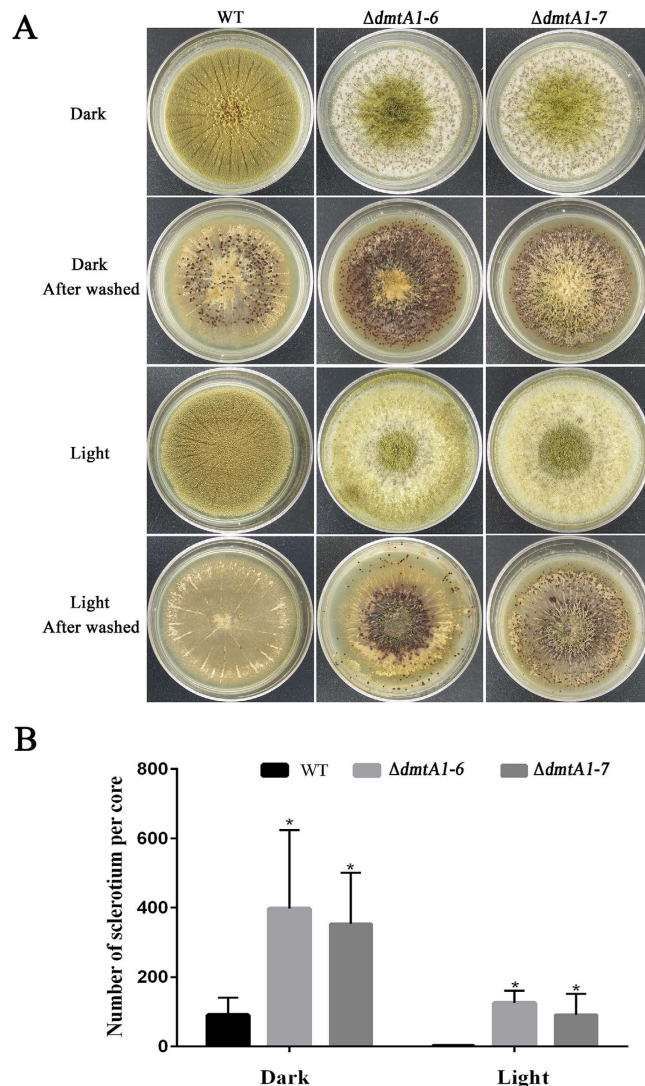 A
WT ΔdmtA1-6 ΔdmtA1-7
Dark
Dark
After washed
Light
Light
After washed
B
WT ΔdmtA1-6 ΔdmtA1-7
Number of sclerotium per core
800
600
400
200
0
* *
* *
Dark Light